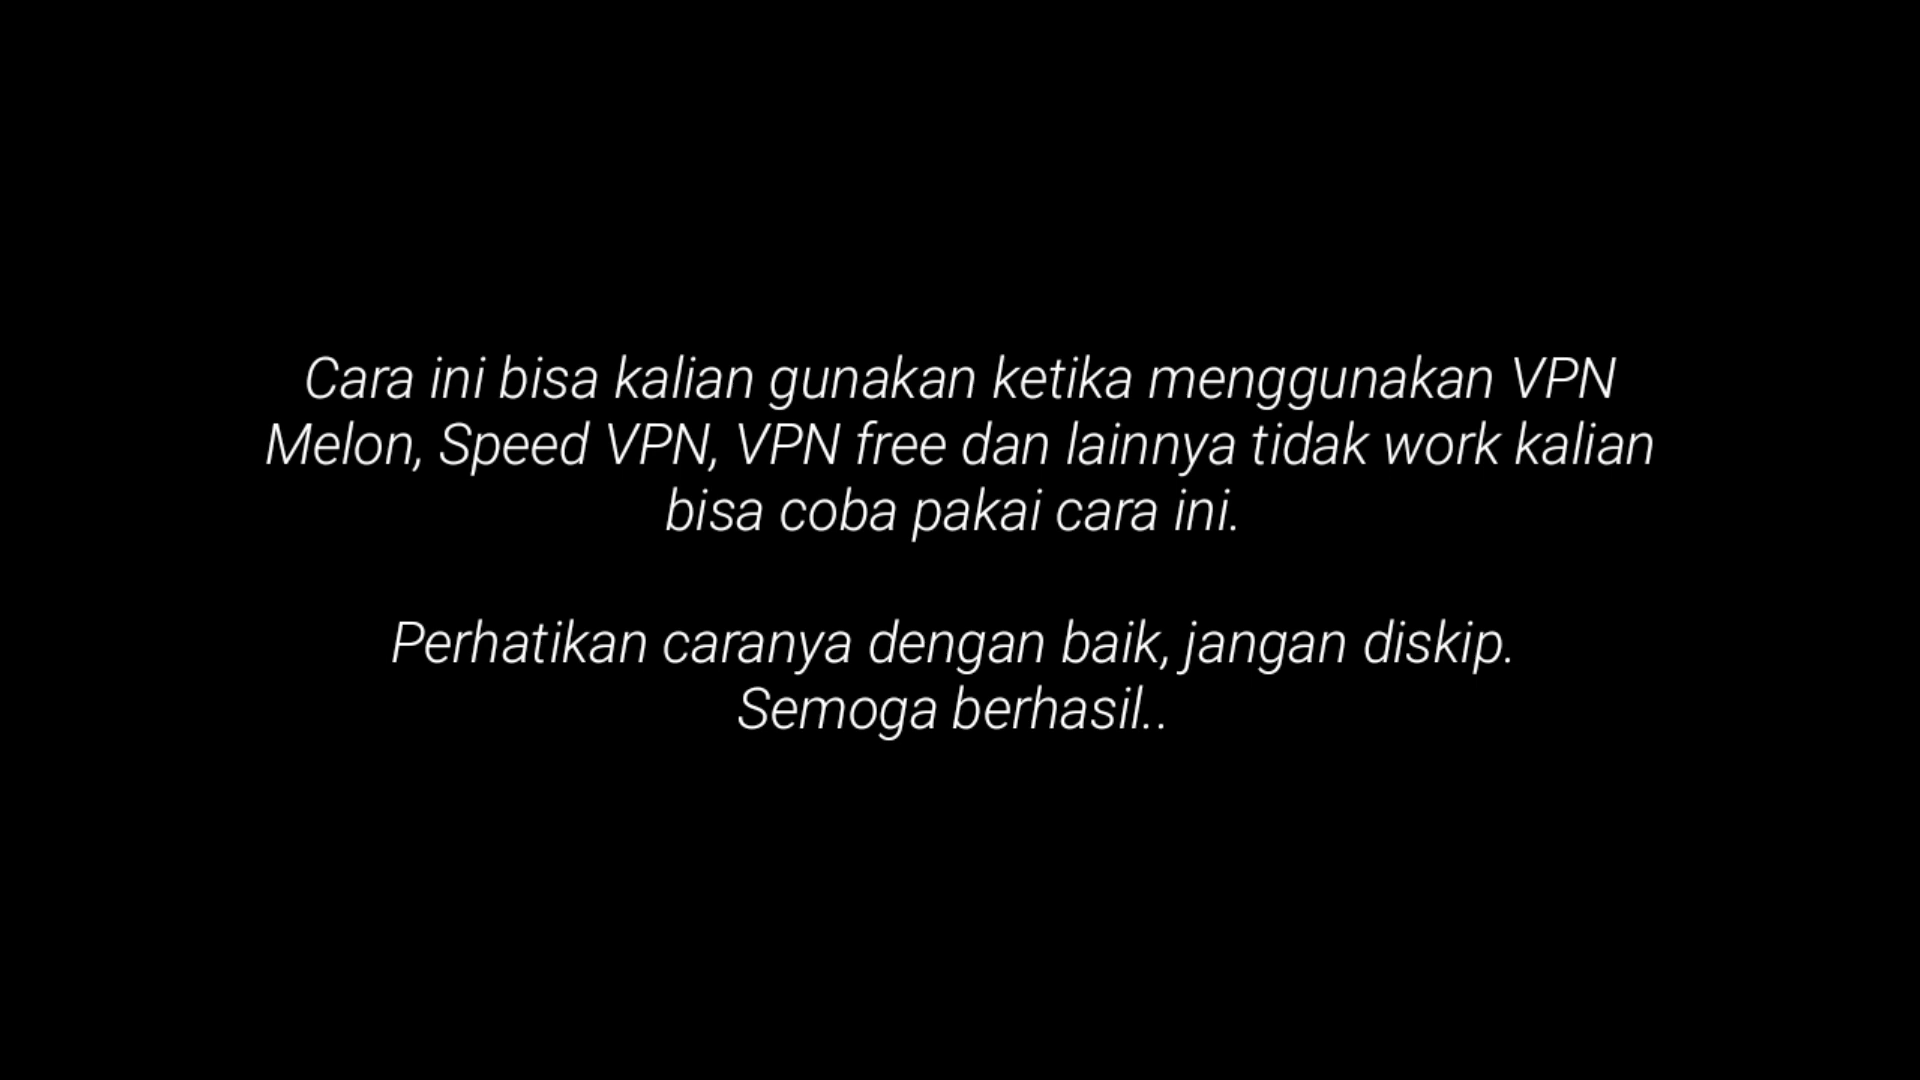 Cara ini bisa kalian gunakan ketika menggunakan VPN
Melon, Speed VPN, VPN free dan lainnya tidak work kalian
bisa coba pakai cara ini.
Perhatikan caranya dengan baik, jangan diskip.
Semoga berhasil..